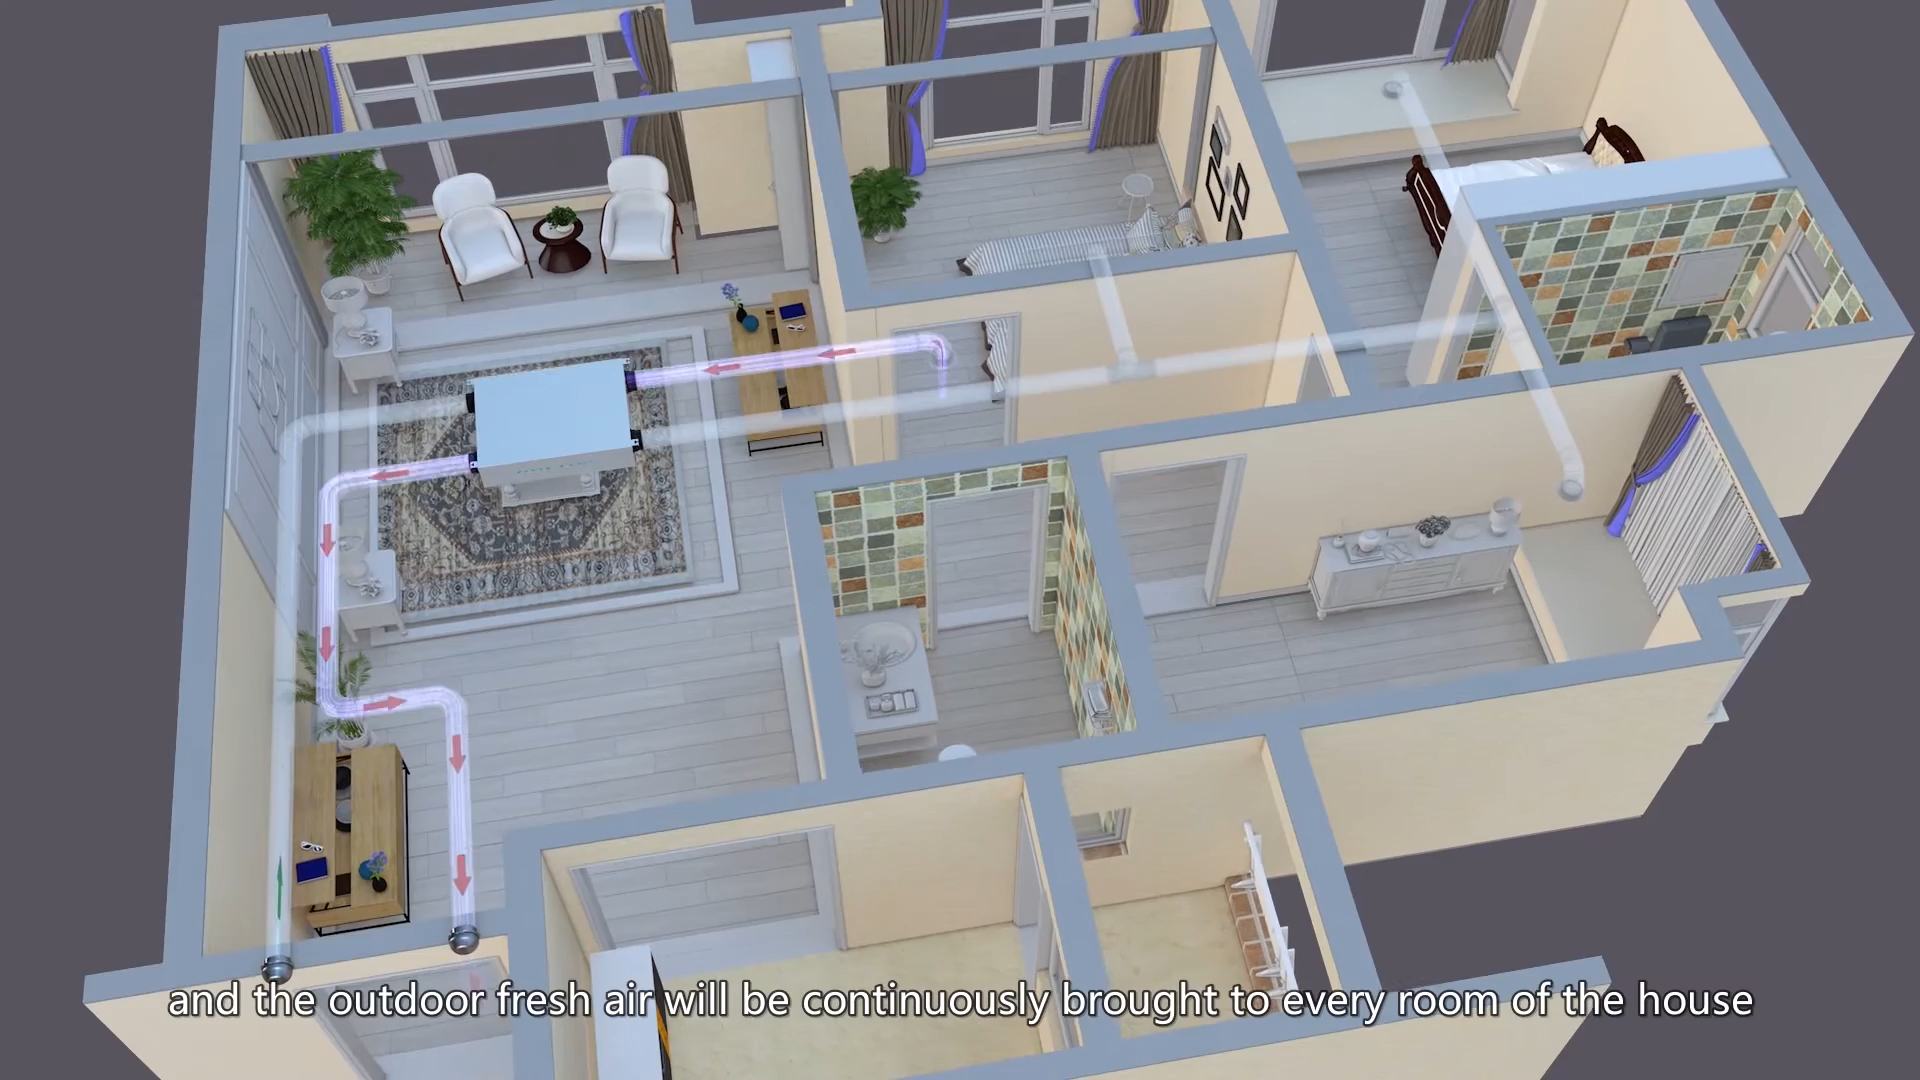 and the outdoor fresh air will be continuously brought to every room of the house